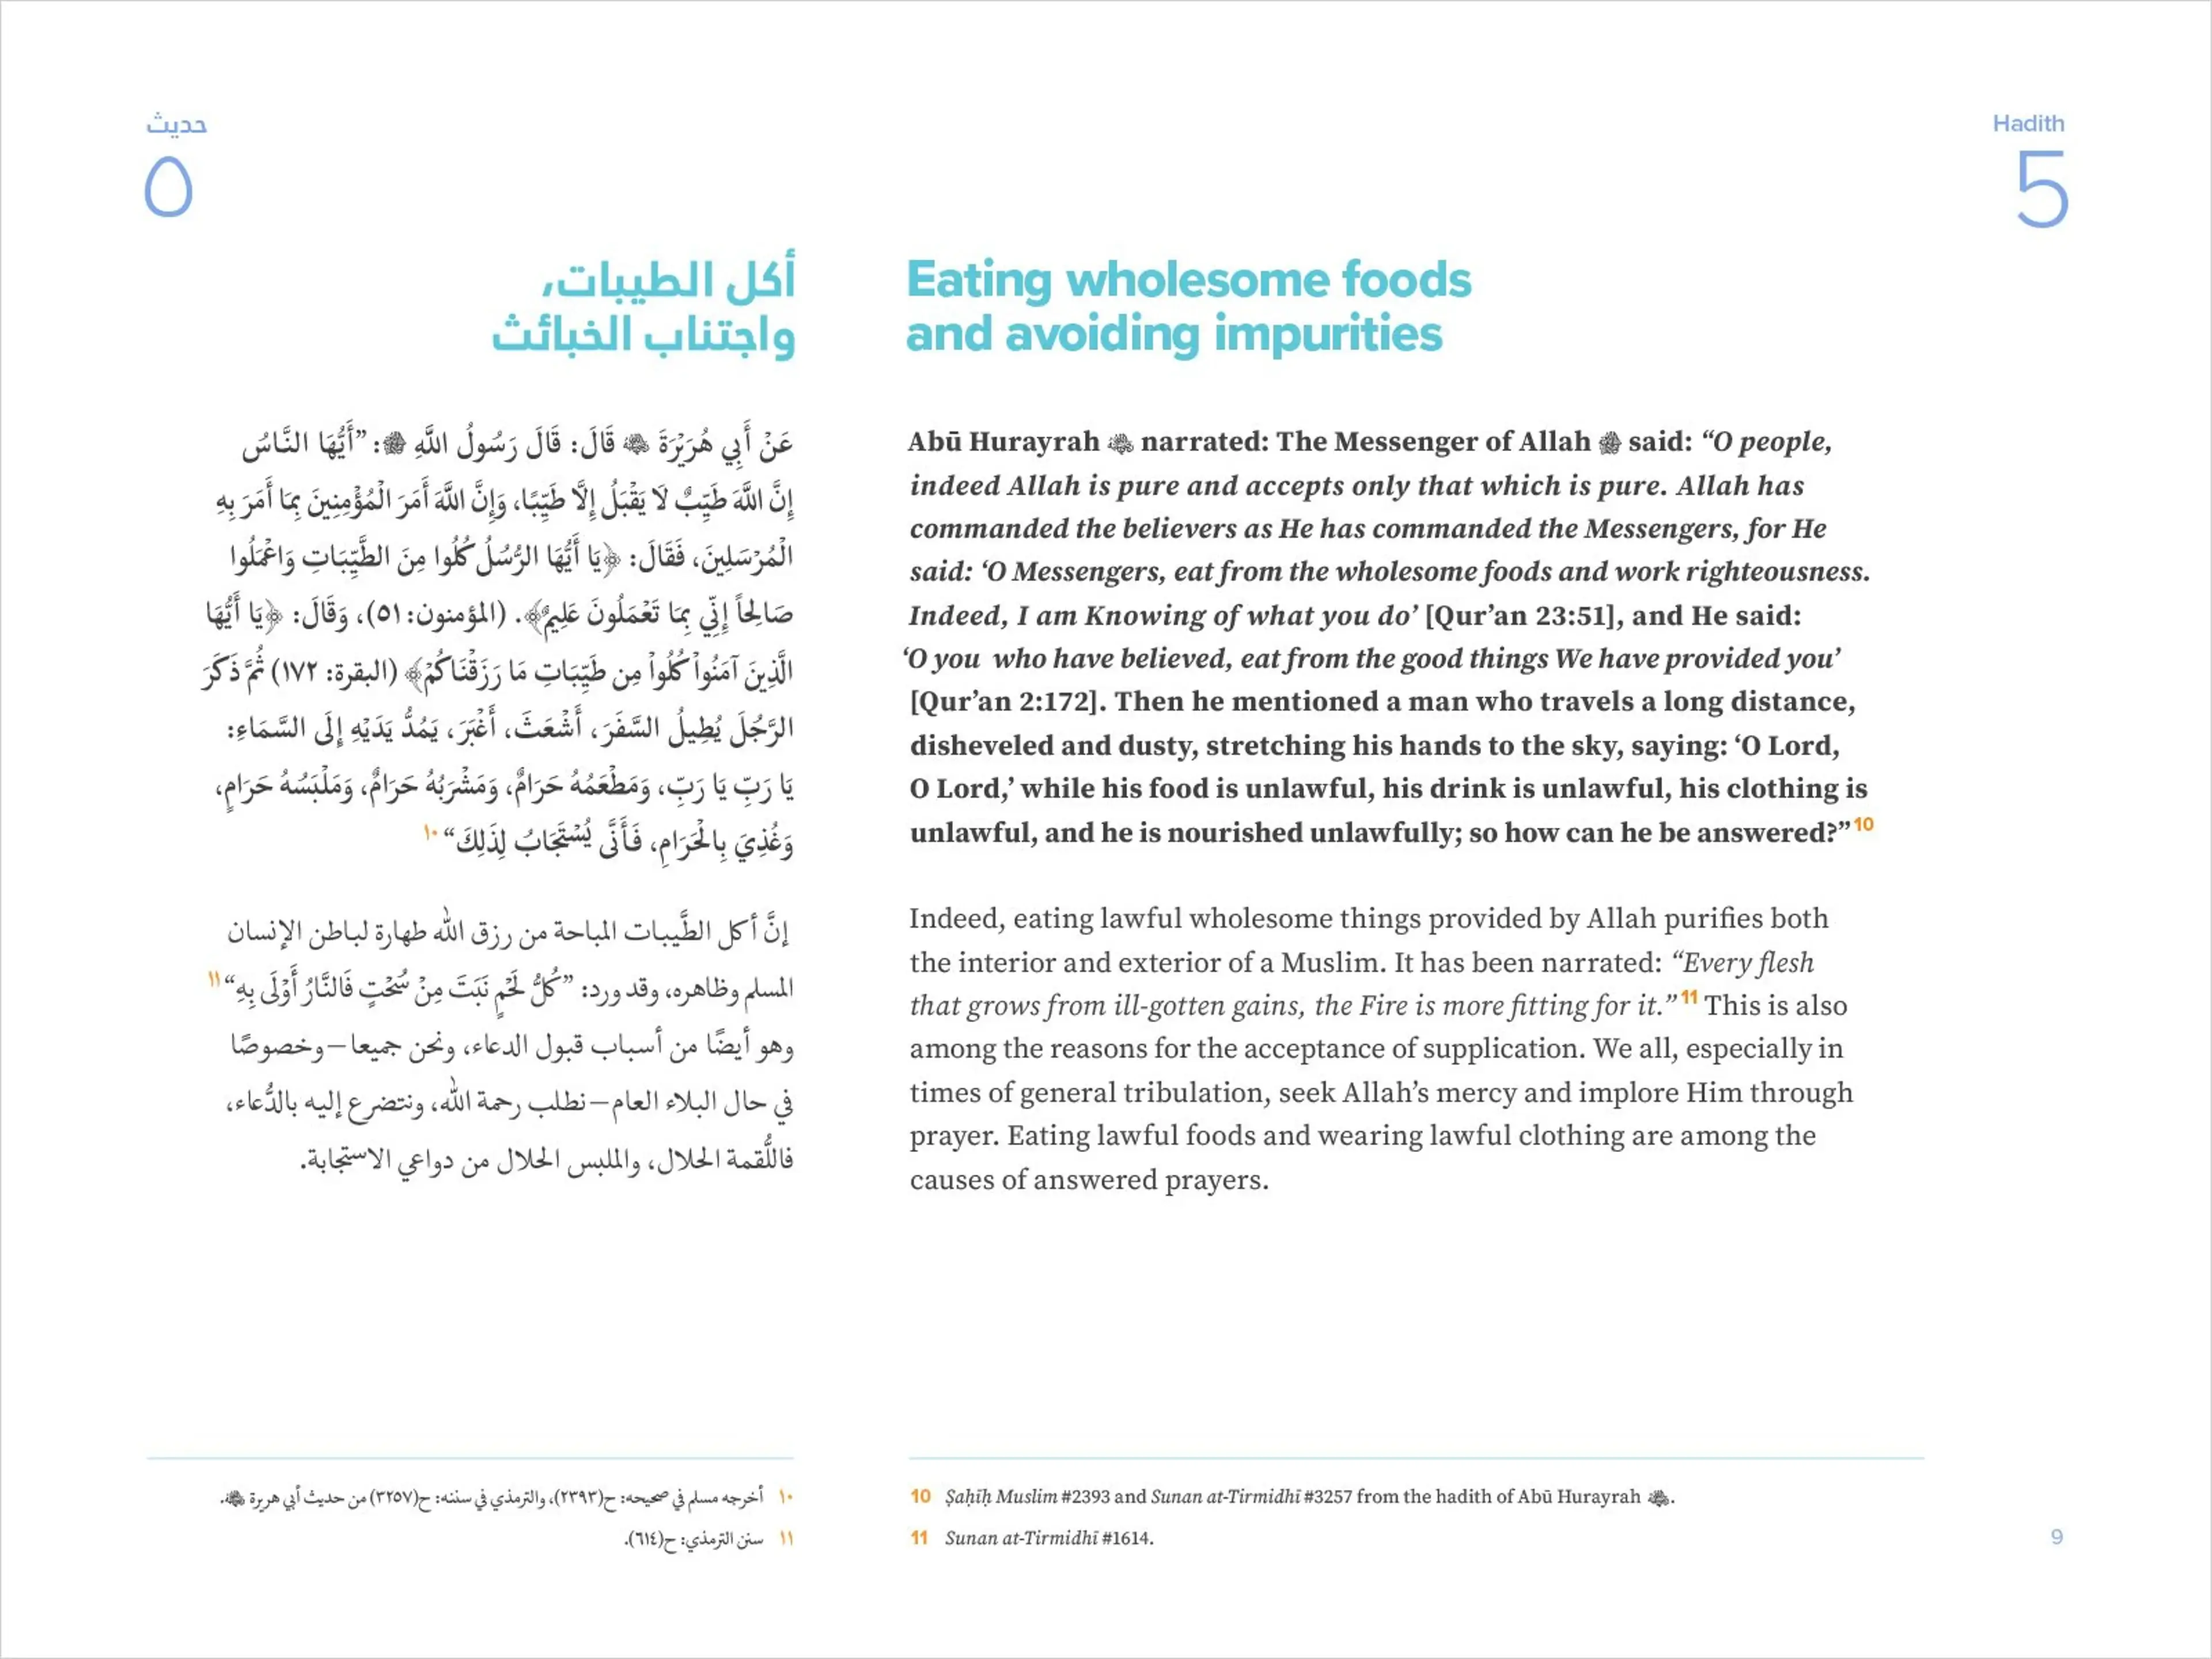 حديث
٥
أكل الطيبات،
واجتناب الخبائث
عَنْ أَبِي هُرَيْرَةَ ﷺ قَالَ: قَالَ رَسُولُ اللَّهِ ﷺ: ”أَيُّهَا النَّاسُ
إِنَّ اللَّهَ طَيِّبٌ لَا يَقْبَلُ إِلَّا طَيِّبًا، وَإِنَّ اللَّهَ أَمَرَ الْمُؤْمِنِينَ بِمَا أَمَرَ بِهِ
الْمُرْسَلِينَ، فَقَالَ: ﴿يَا أَيُّهَا الرُّسُلُ كُلُوا مِنَ الطَّيِّبَاتِ وَاعْمَلُوا
صَالِحاً إِنِّي بِمَا تَعْمَلُونَ عَلِيمٌ﴾. (المؤمنون: ٥١)، وَقَالَ: ﴿يَا أَيُّهَا
الَّذِينَ آمَنُواْ كُلُواْ مِن طَيِّبَاتِ مَا رَزَقْنَاكُمْ﴾ (البقرة: ١٧٢) ثُمَّ ذَكَرَ
الرَّجُلَ يُطِيلُ السَّفَرَ، أَشْعَثَ، أَغْبَرَ، يَمُدُّ يَدَيْهِ إِلَى السَّمَاءِ:
يَا رَبِّ يَا رَبِّ، وَمَطْعَمُهُ حَرَامٌ، وَمَشْرَبُهُ حَرَامٌ، وَمَلْبَسُهُ حَرَامٍ،
وَغُذِيَ بِالْحَرَامِ، فَأَنَّى يُسْتَجَابُ لِذَلِكَ“ ١٠
إنَّ أكل الطَّيبات المباحة من رزق الله طهارة لباطن الإنسان
المسلم وظاهره، وقد ورد: ”كُلُّ لَحْمٍ نَبَتَ مِنْ سُحْتٍ فَالنَّارُ أَوْلَى بِهِ“ ١١
وهو أيضًا من أسباب قبول الدعاء، ونحن جميعا–وخصوصًا
في حال البلاء العام–نطلب رحمة الله، ونتضرع إليه بالدُّعاء،
فاللُّقمة الحلال، والملبس الحلال من دواعي الاستجابة.
١٠ أخرجه مسلم في صحيحه: ح(٢٣٩٣)، والترمذي في سننه: ح(٣٢٥٧) من حديث أبي هريرة.
١١ سنن الترمذي: ح(٦١٤).
Hadith
5
Eating wholesome foods
and avoiding impurities
Abū Hurayrah narrated: The Messenger of Allah ﷺ said: “O people,
indeed Allah is pure and accepts only that which is pure. Allah has
commanded the believers as He has commanded the Messengers, for He
said: ‘O Messengers, eat from the wholesome foods and work righteousness.
Indeed, I am Knowing of what you do’ [Qur’an 23:51], and He said:
‘O you who have believed, eat from the good things We have provided you’
[Qur’an 2:172]. Then he mentioned a man who travels a long distance,
disheveled and dusty, stretching his hands to the sky, saying: ‘O Lord,
O Lord,’ while his food is unlawful, his drink is unlawful, his clothing is
unlawful, and he is nourished unlawfully; so how can he be answered?” 10
Indeed, eating lawful wholesome things provided by Allah purifies both
the interior and exterior of a Muslim. It has been narrated: “Every flesh
that grows from ill-gotten gains, the Fire is more fitting for it.” 11 This is also
among the reasons for the acceptance of supplication. We all, especially in
times of general tribulation, seek Allah’s mercy and implore Him through
prayer. Eating lawful foods and wearing lawful clothing are among the
causes of answered prayers.
10 Ṣaḥīḥ Muslim #2393 and Sunan at-Tirmidhī #3257 from the hadith of Abū Hurayrah.
11 Sunan at-Tirmidhī #1614.
9